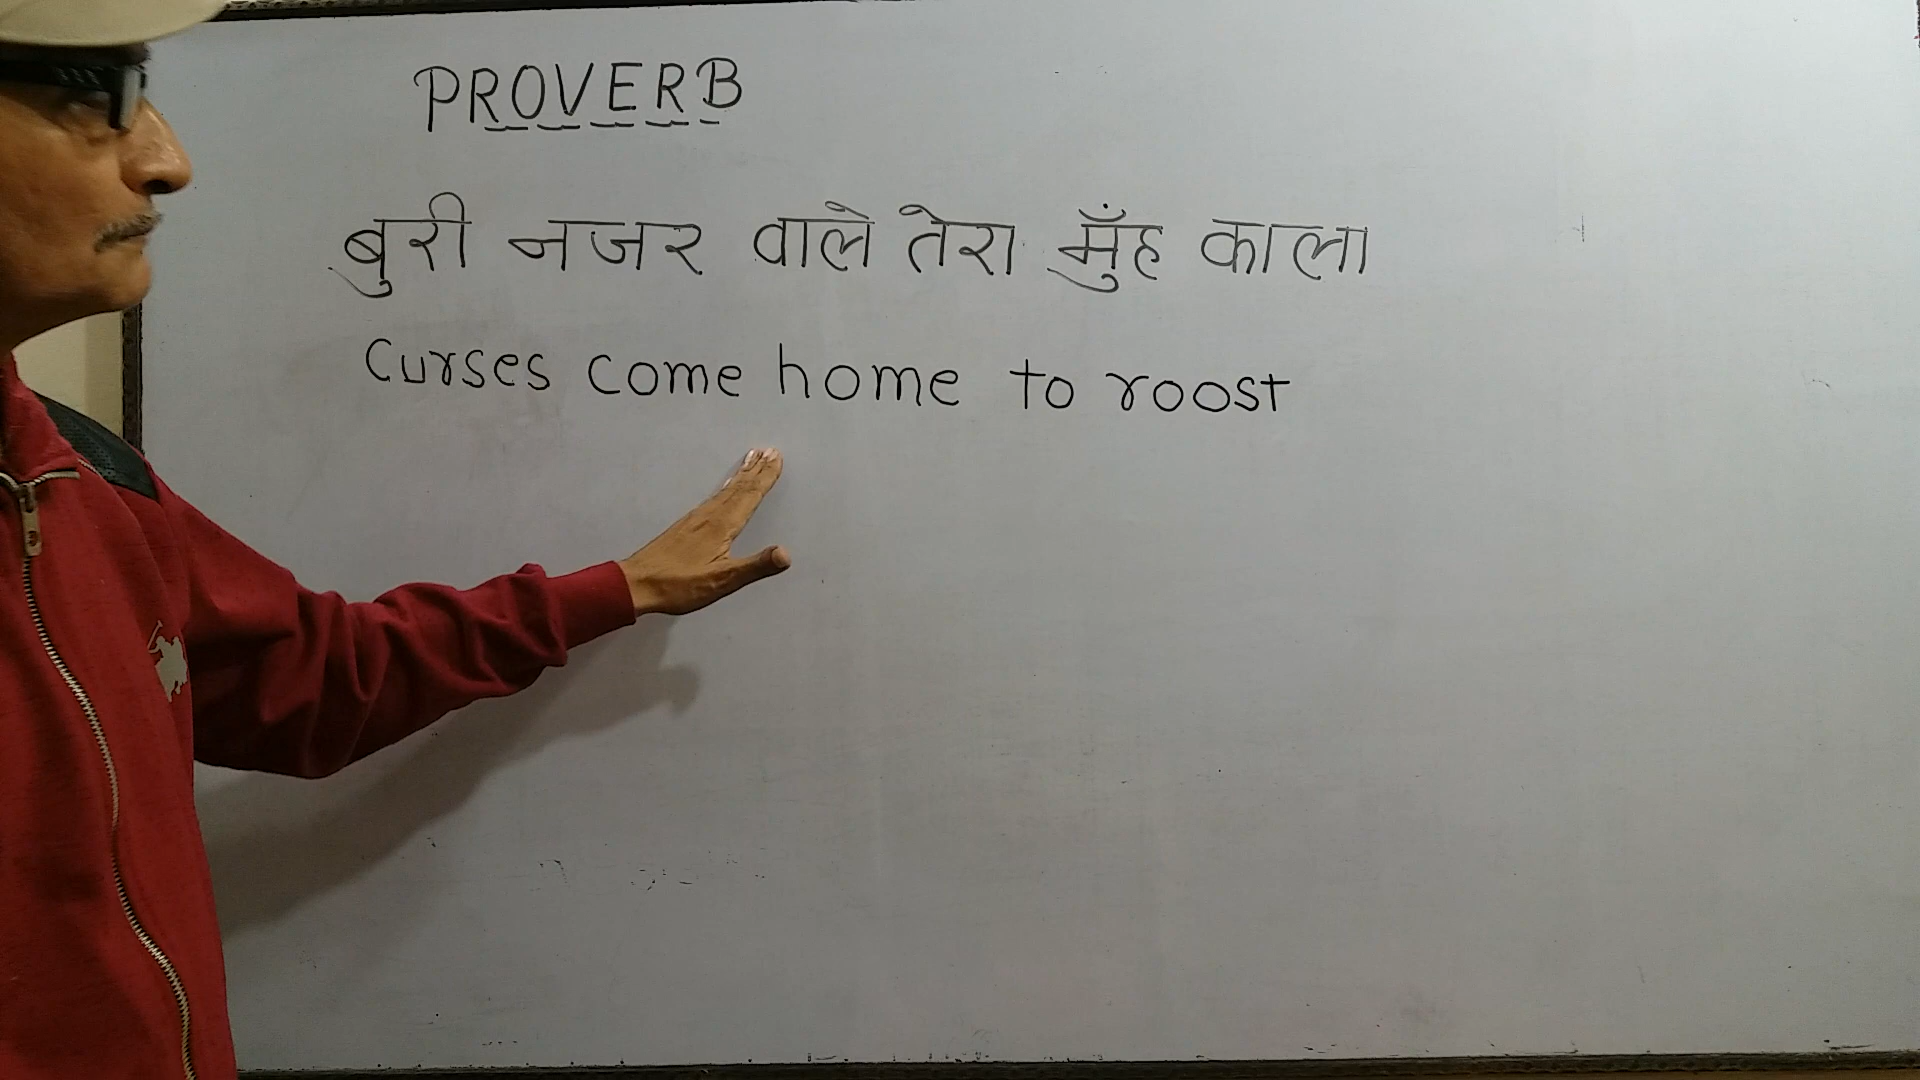 PROVERB
बुरी नजर वाले तेरा मुँह काला
Curses come home to roost